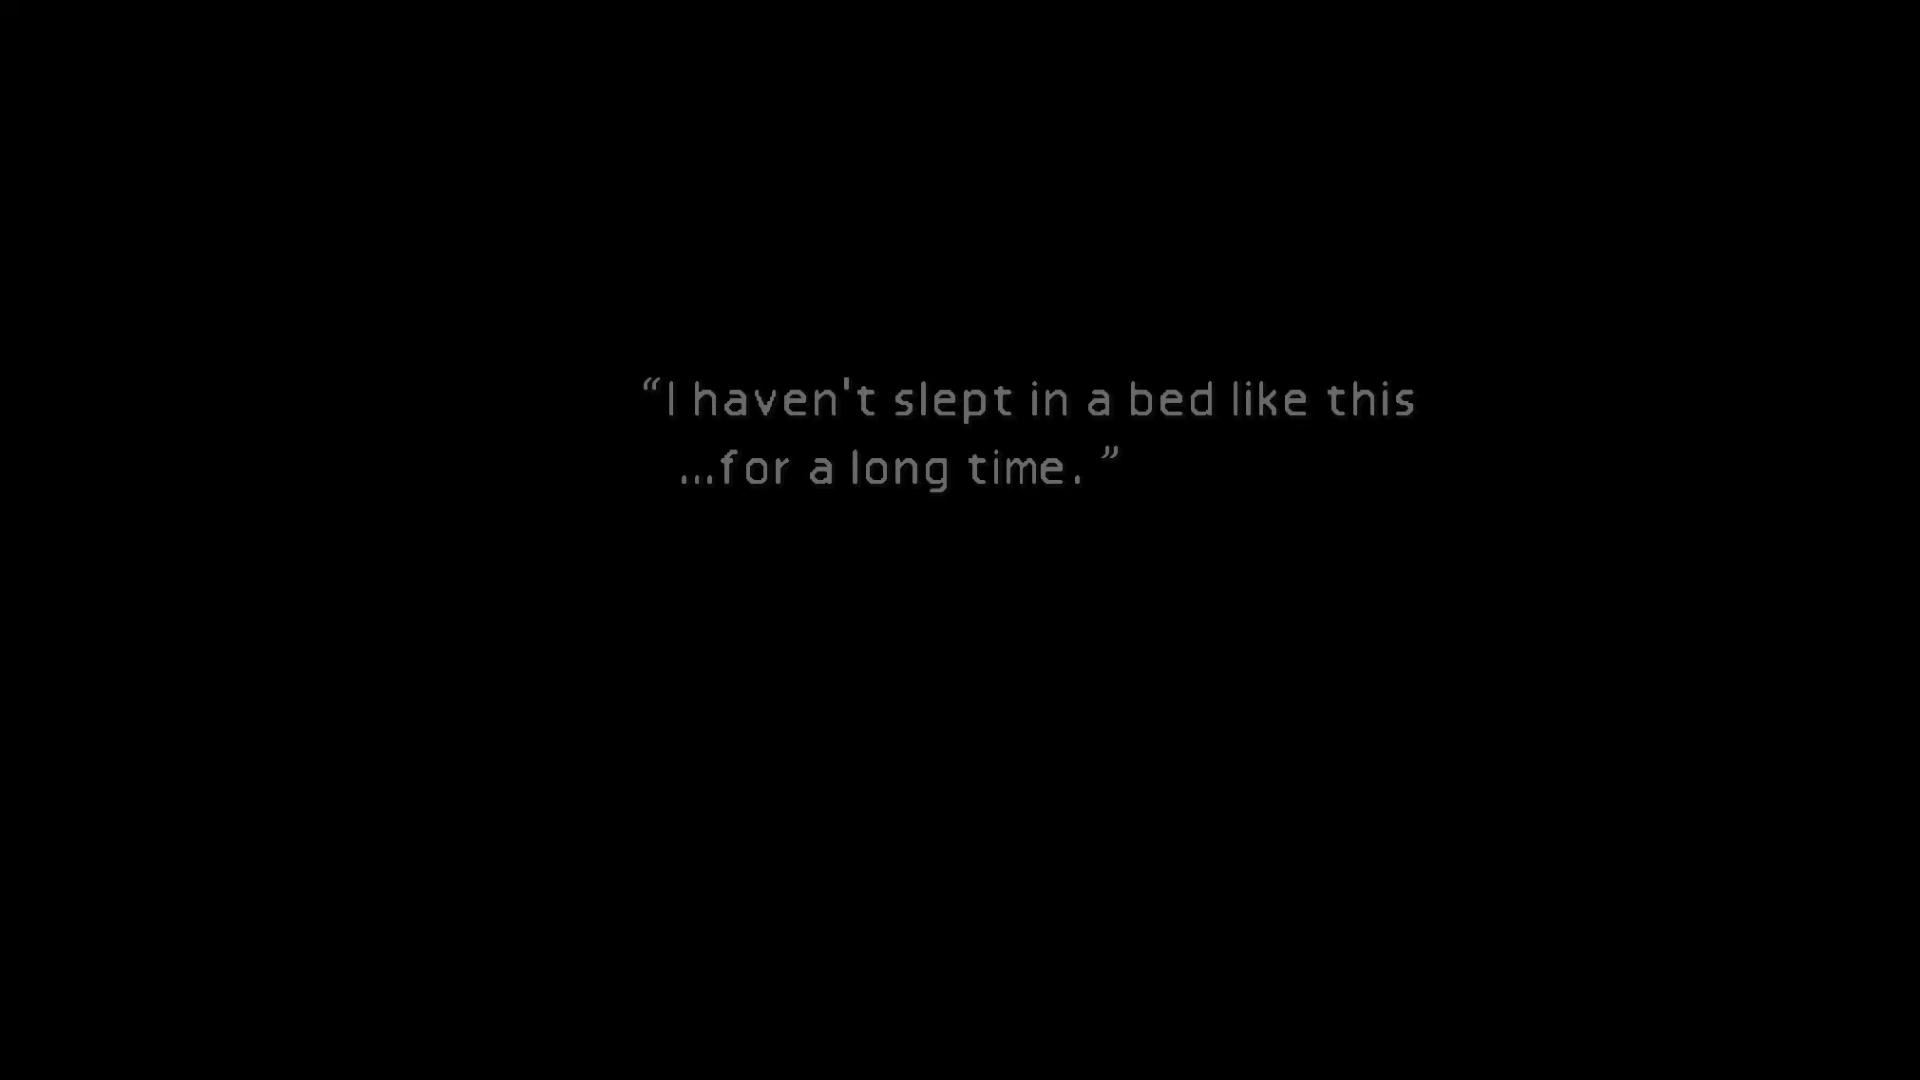 “I haven't slept in a bed like this
...for a long time. ”